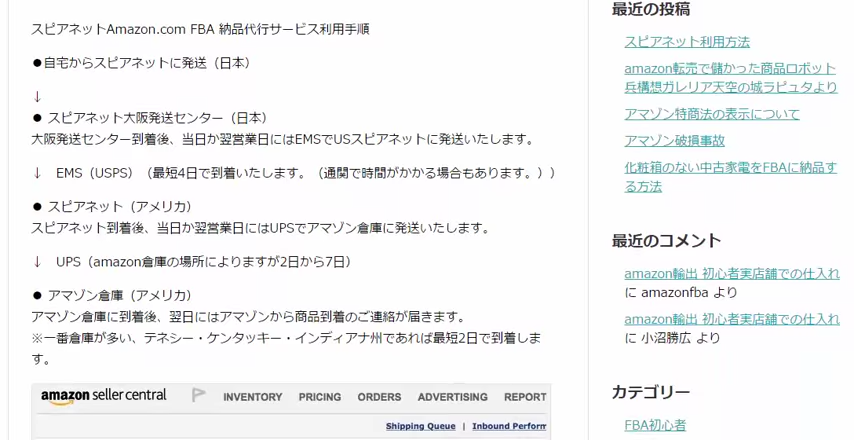 スピアネットAmazon.com FBA 納品代行サービス利用手順
●自宅からスピアネットに発送（日本）
↓
● スピアネット大阪発送センター（日本）
大阪発送センター到着後、当日か翌営業日にはEMSでUSスピアネットに発送いたします。
↓ EMS（USPS）（最短4日で到着いたします。（通関で時間がかかる場合もあります。））
● スピアネット（アメリカ）
スピアネット到着後、当日か翌営業日にはUPSでアマゾン倉庫に発送いたします。
↓ UPS（amazon倉庫の場所によりますが2日から7日）
● アマゾン倉庫（アメリカ）
アマゾン倉庫に到着後、翌日にはアマゾンから商品到着のご連絡が届きます。
※一番倉庫が多い、テネシー・ケンタッキー・インディアナ州であれば最短2日で到着しま
す。
amazon seller central INVENTORY PRICING ORDERS ADVERTISING REPORT
Shipping Queue | Inbound Perform
最近の投稿
スピアネット利用方法
amazon転売で儲かった商品ロボット
兵構想ガレリア天空の城ラピュタより
アマゾン特商法の表示について
アマゾン破損事故
化粧箱のない中古家電をFBAに納品す
る方法
最近のコメント
amazon輸出 初心者実店舗での仕入れ
に amazonfba より
amazon輸出 初心者実店舗での仕入れ
に 小沼勝広 より
カテゴリー
FBA初心者